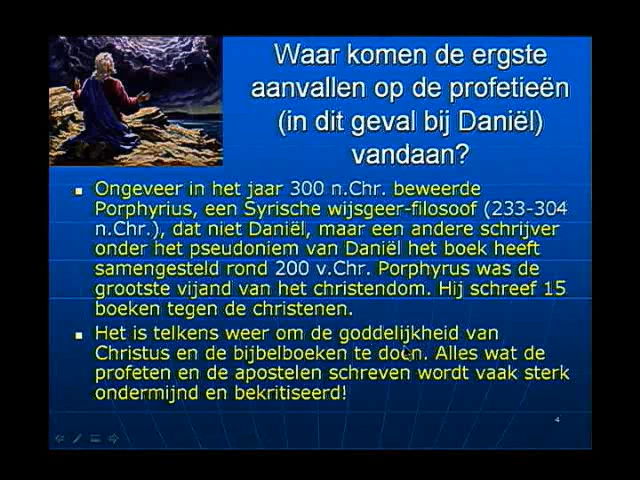 Waar komen de ergste
aanvallen op de profetieën
(in dit geval bij Daniël)
vandaan?
Ongeveer in het jaar 300 n.Chr. beweerde
Porphyrius, een Syrische wijsgeer-filosoof (233-304
n.Chr.), dat niet Daniël, maar een andere schrijver
onder het pseudoniem van Daniël het boek heeft
samengesteld rond 200 v.Chr. Porphyrus was de
grootste vijand van het christendom. Hij schreef 15
boeken tegen de christenen.
Het is telkens weer om de goddelijkheid van
Christus en de bijbelboeken te doen. Alles wat de
profeten en de apostelen schreven wordt vaak sterk
ondermijnd en bekritiseerd!
4